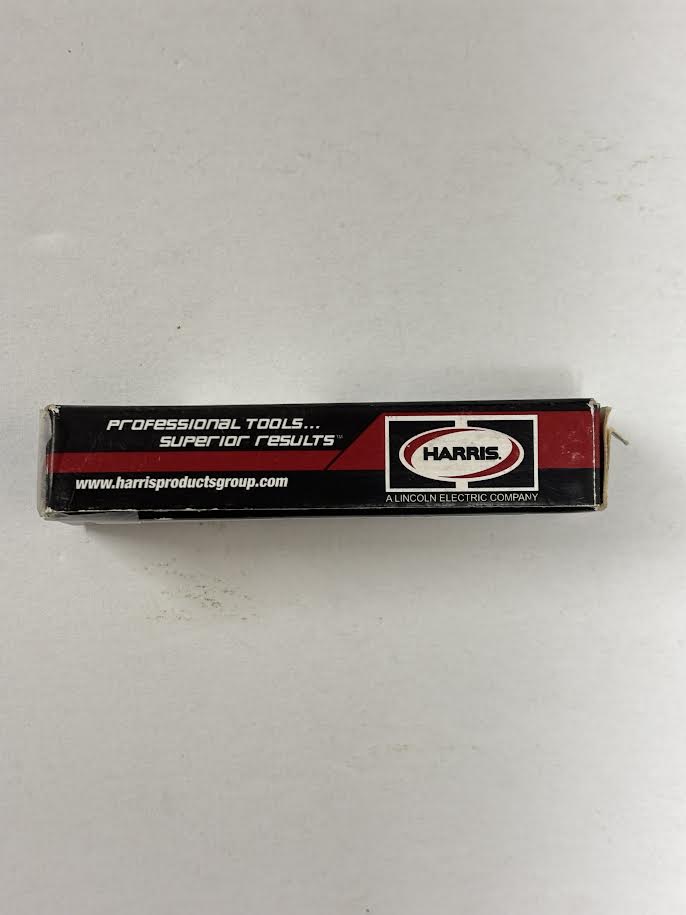 PROFESSIONAL TOOLS...
SUPERIOR RESULTS™
www.harrisproductsgroup.com
HARRIS.
A LINCOLN ELECTRIC COMPANY